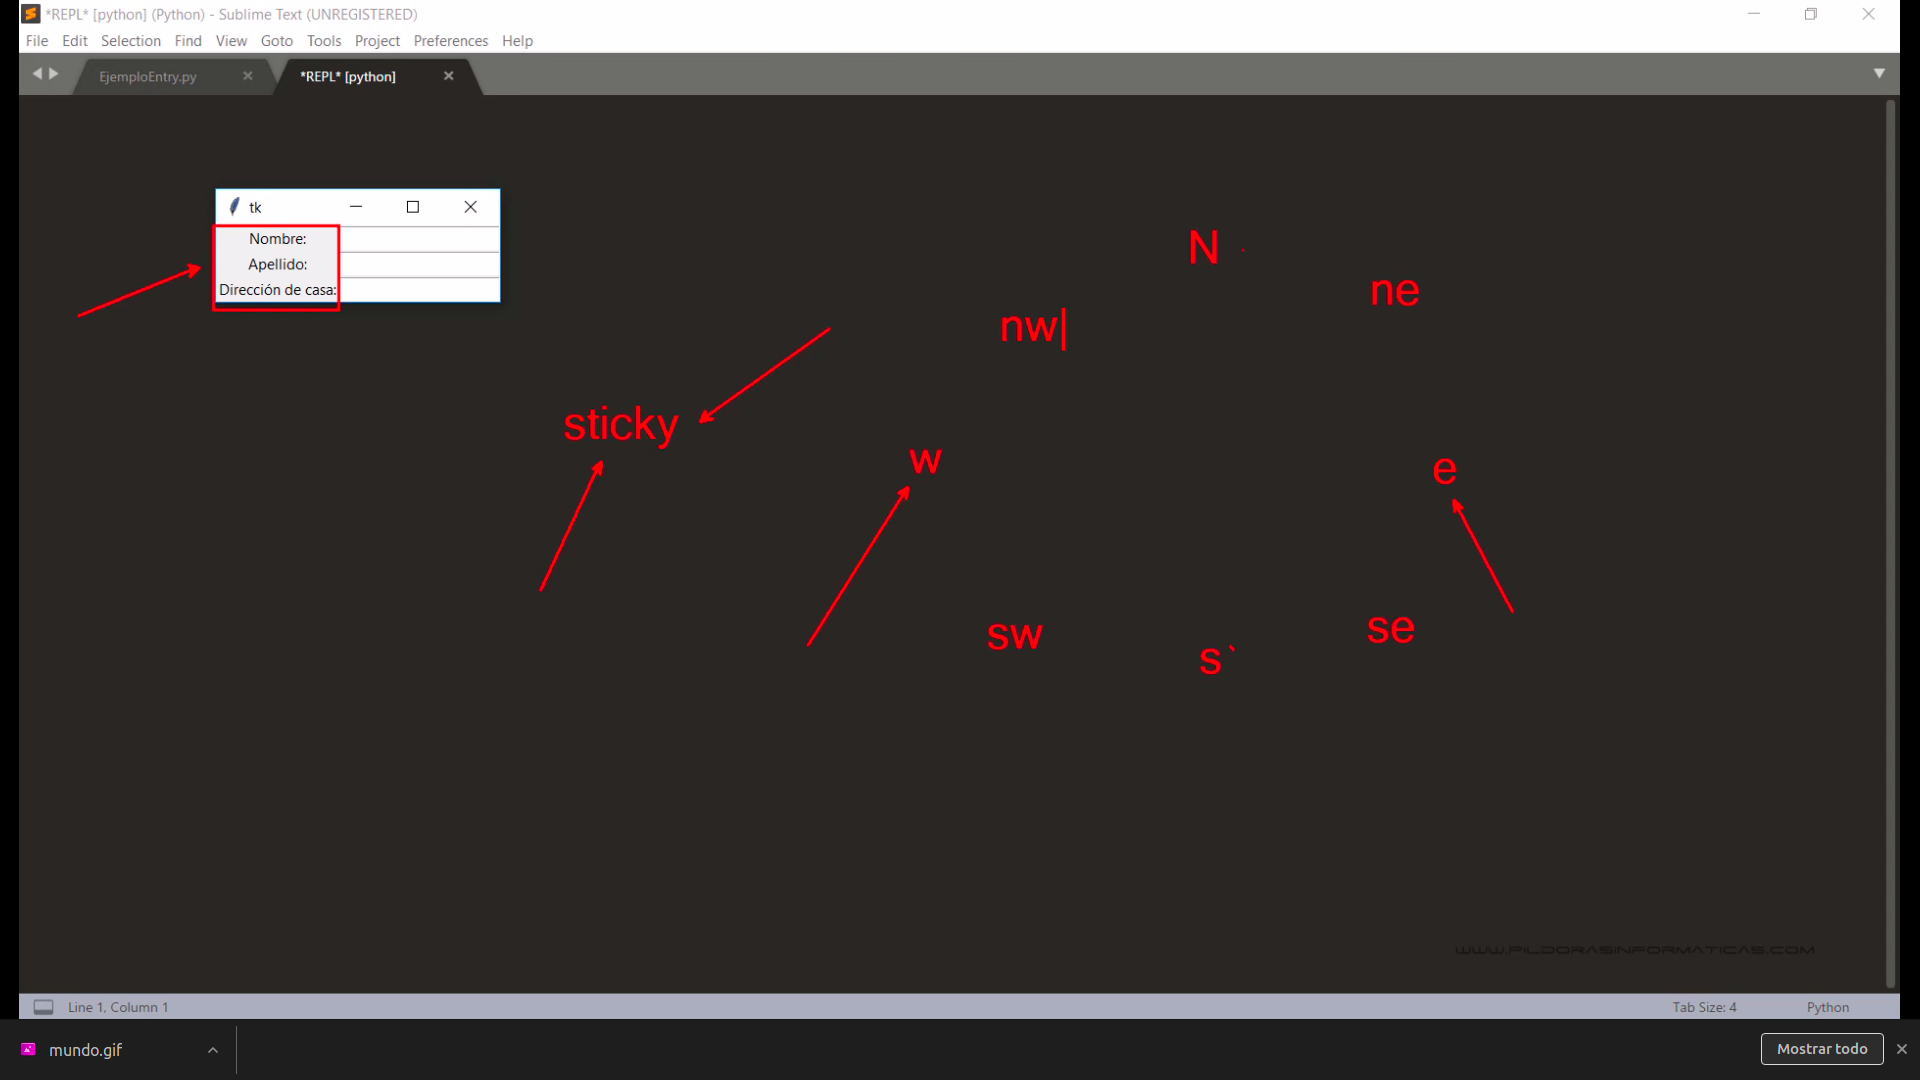 *REPL* [python] (Python) - Sublime Text (UNREGISTERED)
File Edit Selection Find View Goto Tools Project Preferences Help
EjemploEntry.py *REPL* [python]
tk
Nombre:
Apellido:
Dirección de casa:
N
ne
nw
sticky
w
e
sw
s
se
WWW.PILDORASINFORMATICAS.COM
Line 1, Column 1 Tab Size: 4 Python
mundo.gif Mostrar todo